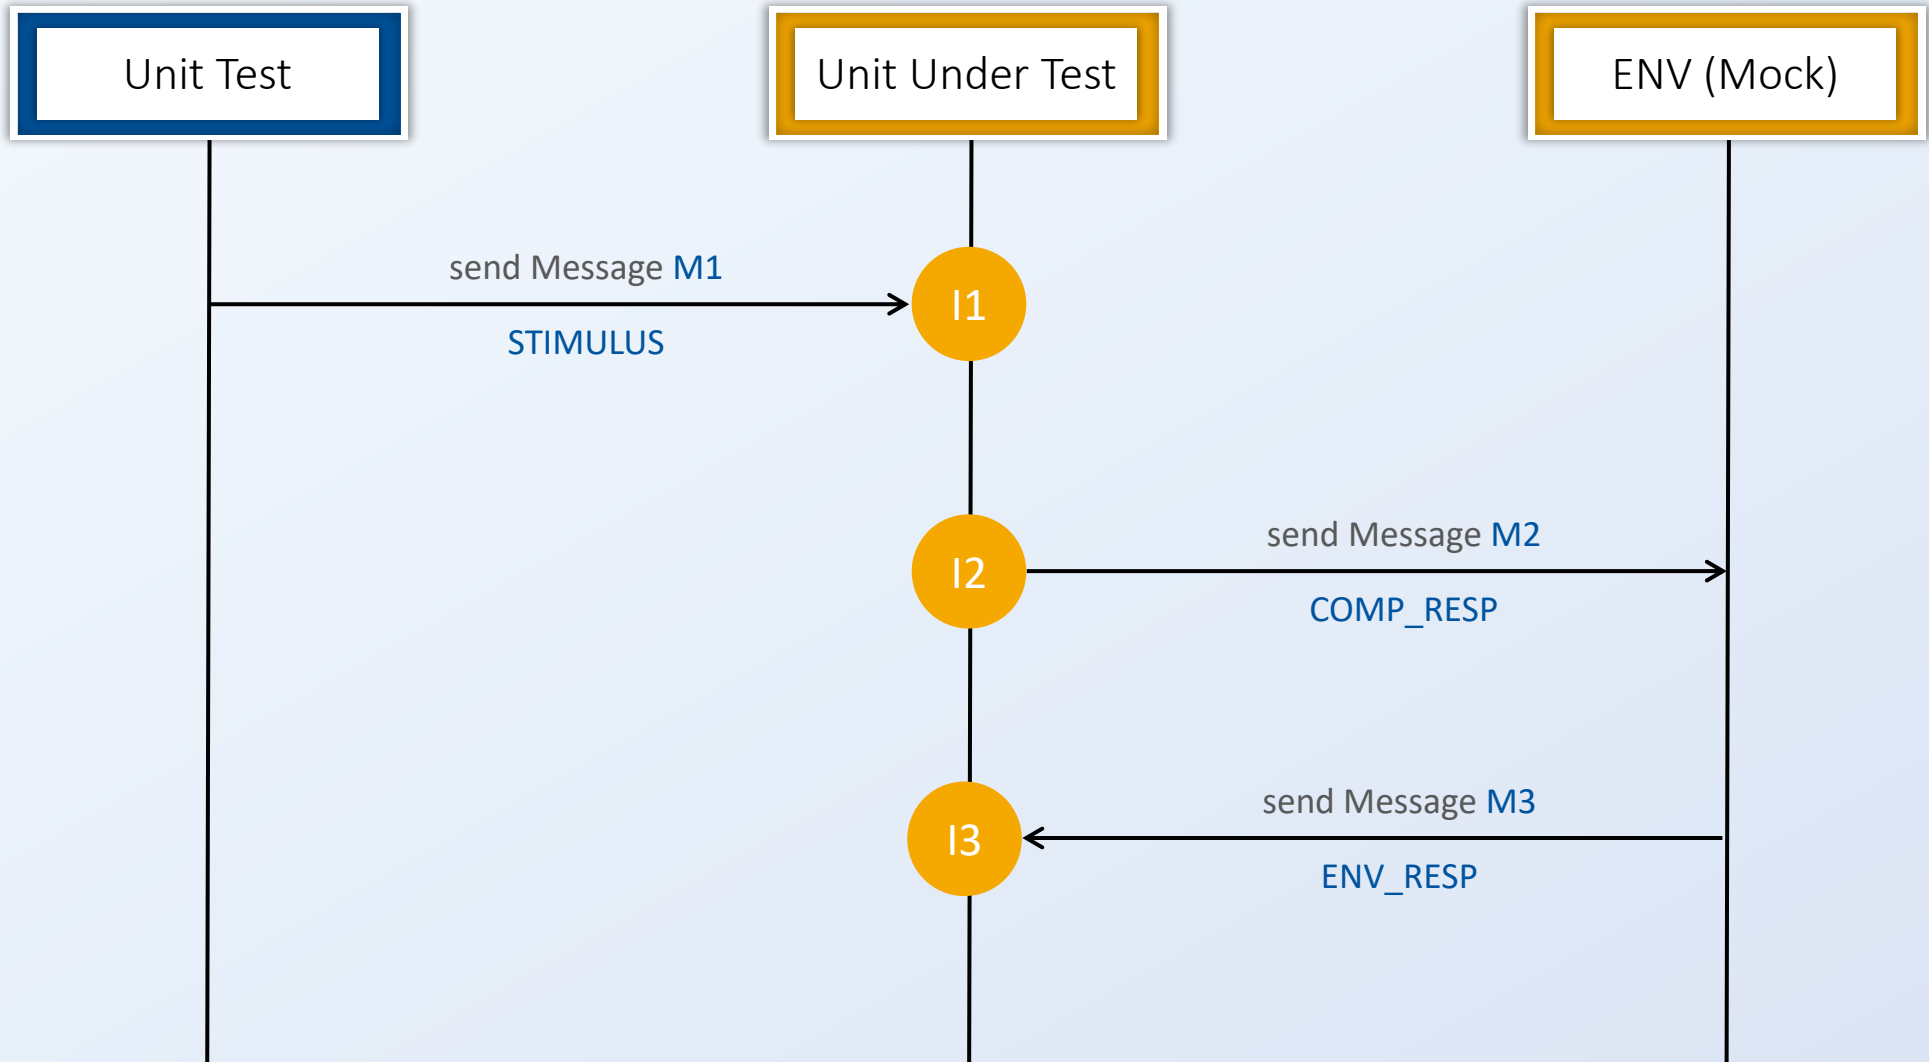 Unit Test
Unit Under Test
ENV (Mock)
send Message M1
I1
STIMULUS
send Message M2
I2
COMP_RESP
send Message M3
I3
ENV_RESP